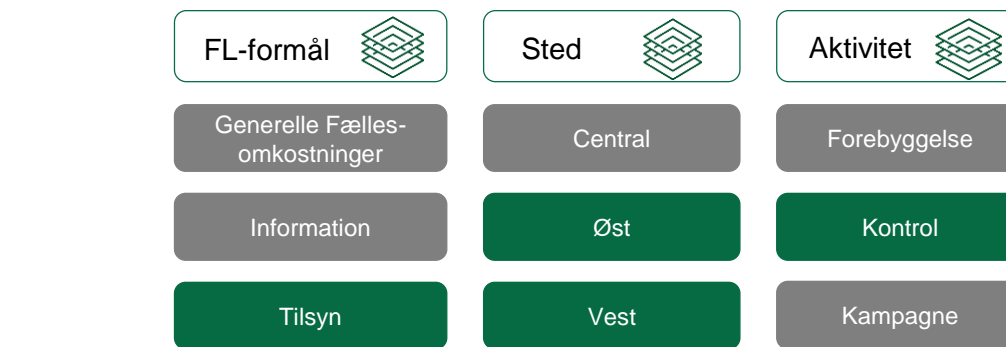 FL-formål
Sted
Aktivitet
Generelle Fælles-
omkostninger
Central
Forebyggelse
Information
Øst
Kontrol
Tilsyn
Vest
Kampagne